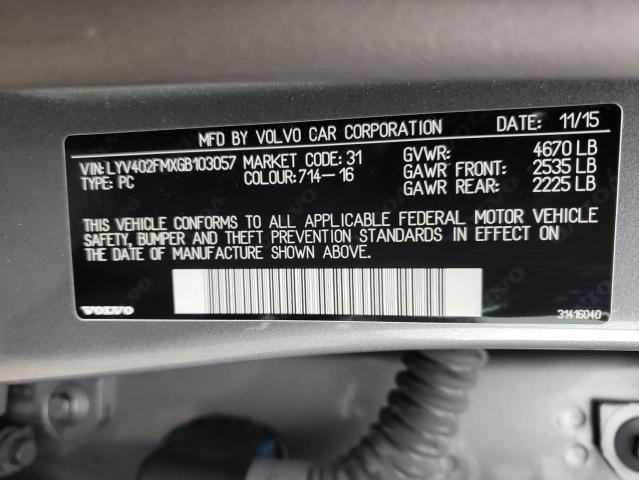 MFD BY VOLVO CAR CORPORATION DATE: 11/15
VIN:LYV402FMXGB103057 MARKET CODE: 31 GVWR: 4670 LB
TYPE: PC COLOUR:714-16 GAWR FRONT: 2535 LB
GAWR REAR: 2225 LB
THIS VEHICLE CONFORMS TO ALL APPLICABLE FEDERAL MOTOR VEHICLE
SAFETY, BUMPER AND THEFT PREVENTION STANDARDS IN EFFECT ON
THE DATE OF MANUFACTURE SHOWN ABOVE.
VOLVO 31416040